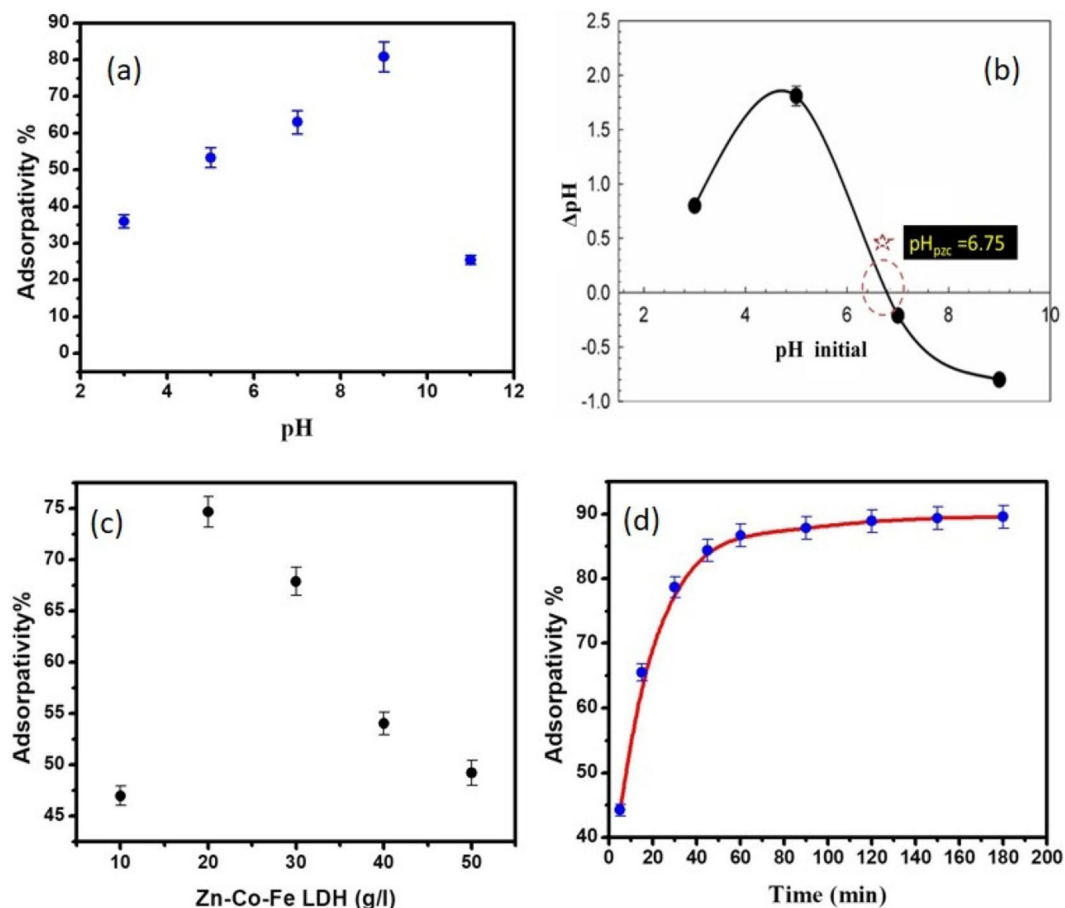 (a)
Adsorpativity %
90
80
70
60
50
40
30
20
10
0
2 4 6 8 10 12
pH
(b)
ΔpH
2.5
2.0
1.5
1.0
0.5
0.0
-0.5
-1.0
pHpzc =6.75
2 4 6 8 10
pH initial
(c)
Adsorpativity%
75
70
65
60
55
50
45
10 20 30 40 50
Zn-Co-Fe LDH (g/l)
(d)
Adsorpativity %
90
80
70
60
50
40
0 20 40 60 80 100 120 140 160 180 200
Time (min)